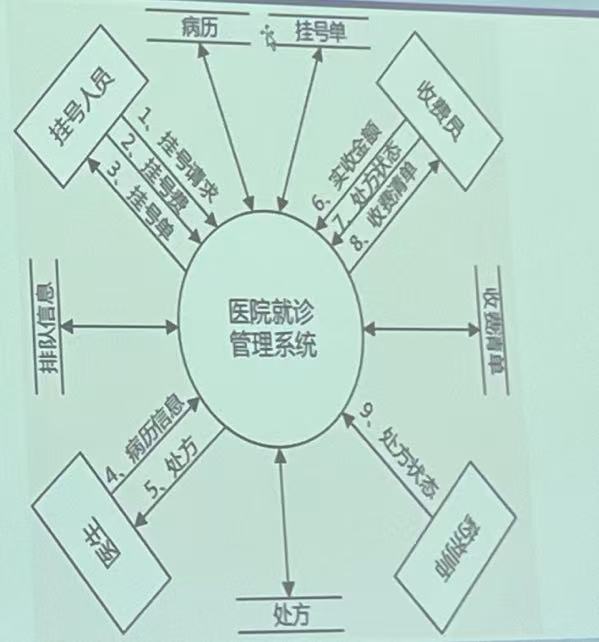 病历
挂号单
挂号人员
收费员
1、挂号请求
2、挂号费
3、挂号单
6、实收金额
7、处方状态
8、收费清单
医院就诊
管理系统
排队信息
收费清单
4、病历信息
5、处方
9、处方状态
医生
药剂师
处方